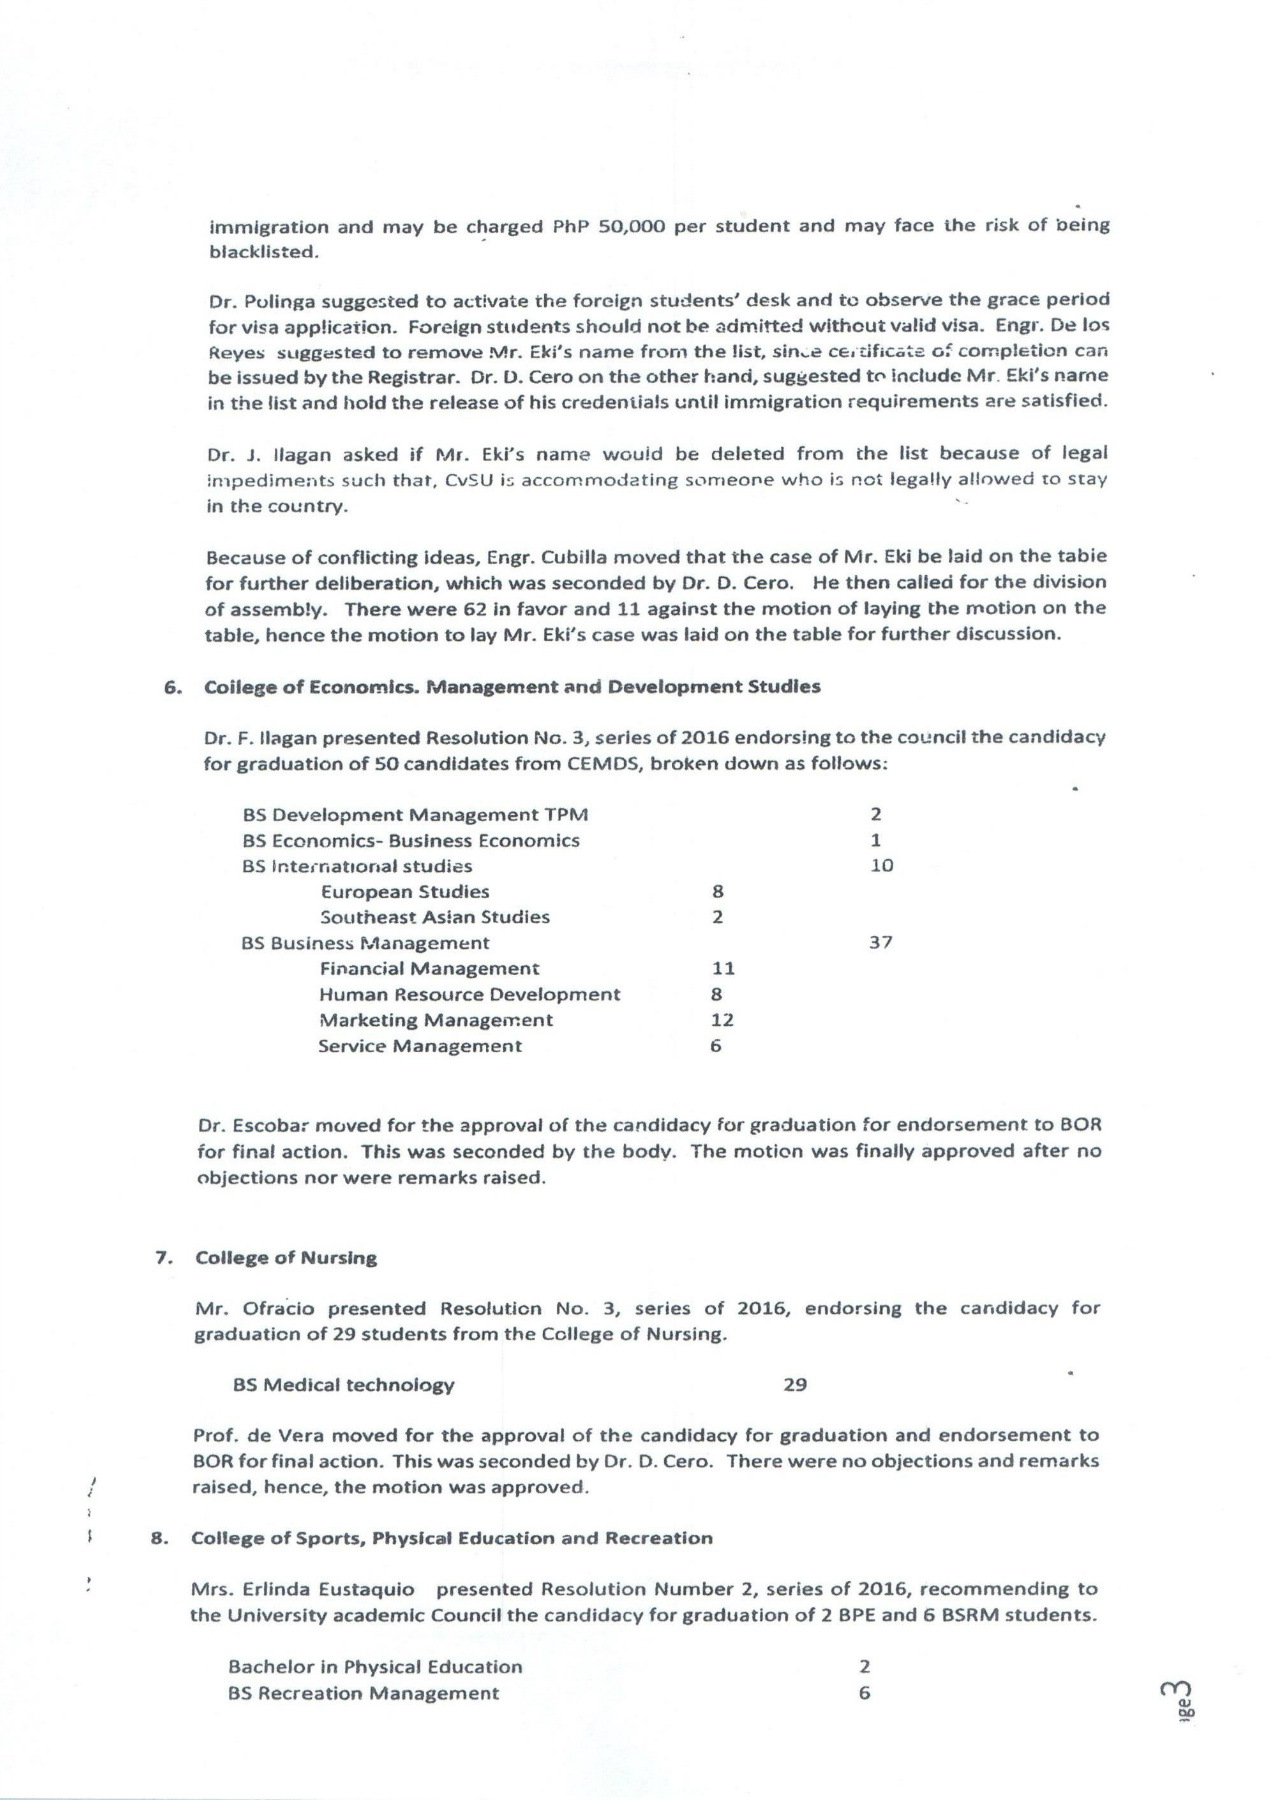 immigration and may be charged PhP 50,000 per student and may face the risk of being
blacklisted.
Dr. Polinga suggested to activate the foreign students' desk and to observe the grace period
for visa application. Foreign students should not be admitted without valid visa. Engr. De los
Reyes suggested to remove Mr. Eki's name from the list, since certificate of completion can
be issued by the Registrar. Dr. D. Cero on the other hand, suggested to include Mr. Eki's name
in the list and hold the release of his credentials until immigration requirements are satisfied.
Dr. J. Ilagan asked if Mr. Eki's name would be deleted from the list because of legal
impediments such that, CvSU is accommodating someone who is not legally allowed to stay
in the country.
Because of conflicting ideas, Engr. Cubilla moved that the case of Mr. Eki be laid on the table
for further deliberation, which was seconded by Dr. D. Cero. He then called for the division
of assembly. There were 62 in favor and 11 against the motion of laying the motion on the
table, hence the motion to lay Mr. Eki's case was laid on the table for further discussion.
6. College of Economics. Management and Development Studies
Dr. F. Ilagan presented Resolution No. 3, series of 2016 endorsing to the council the candidacy
for graduation of 50 candidates from CEMDS, broken down as follows:
BS Development Management TPM 2
BS Economics- Business Economics 1
BS International studies 10
European Studies 8
Southeast Asian Studies 2
BS Business Management 37
Financial Management 11
Human Resource Development 8
Marketing Management 12
Service Management 6
Dr. Escobar moved for the approval of the candidacy for graduation for endorsement to BOR
for final action. This was seconded by the body. The motion was finally approved after no
objections nor were remarks raised.
7. College of Nursing
Mr. Ofracio presented Resolution No. 3, series of 2016, endorsing the candidacy for
graduation of 29 students from the College of Nursing.
BS Medical technology 29
Prof. de Vera moved for the approval of the candidacy for graduation and endorsement to
BOR for final action. This was seconded by Dr. D. Cero. There were no objections and remarks
raised, hence, the motion was approved.
8. College of Sports, Physical Education and Recreation
Mrs. Erlinda Eustaquio presented Resolution Number 2, series of 2016, recommending to
the University academic Council the candidacy for graduation of 2 BPE and 6 BSRM students.
Bachelor in Physical Education 2
BS Recreation Management 6
age 3